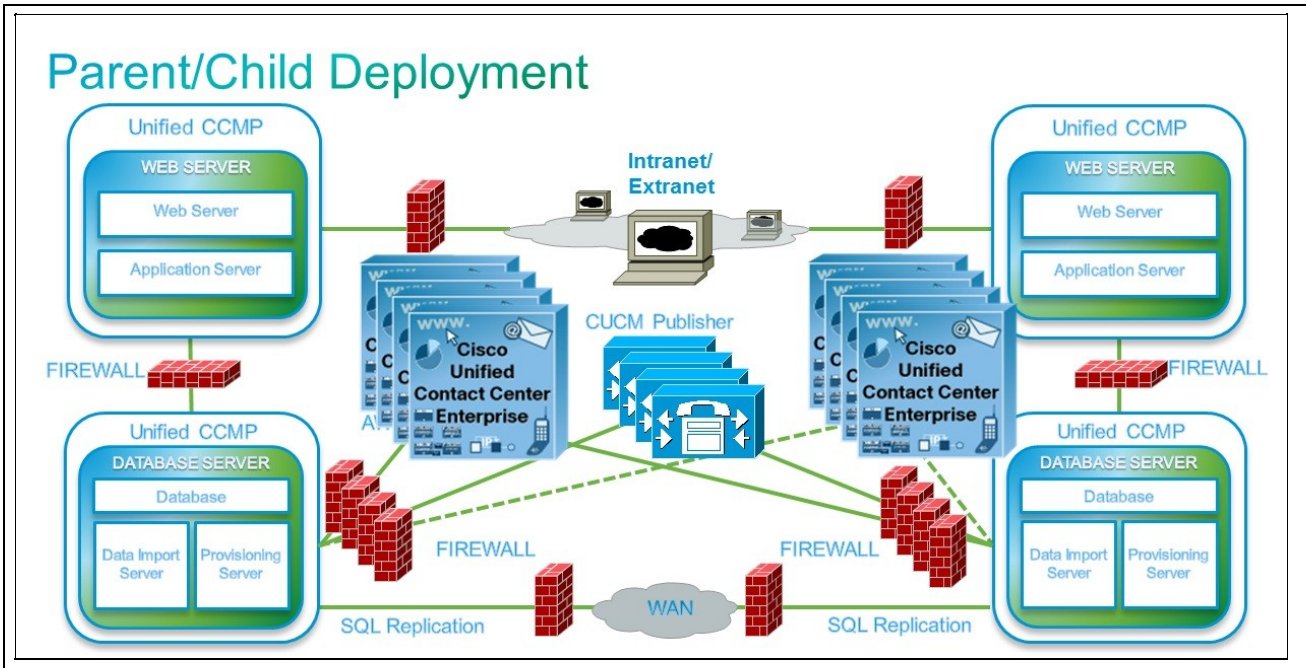 Parent/Child Deployment
Unified CCMP
WEB SERVER
Web Server
Application Server
Intranet/
Extranet
Unified CCMP
WEB SERVER
Web Server
Application Server
www.
@
Cisco
Unified
Contact Center
Enterprise
CUCM Publisher
www.
@
Cisco
Unified
Contact Center
Enterprise
FIREWALL
FIREWALL
Unified CCMP
DATABASE SERVER
Database
Data Import
Server
Provisioning
Server
FIREWALL
FIREWALL
Unified CCMP
DATABASE SERVER
Database
Data Import
Server
Provisioning
Server
SQL Replication
WAN
SQL Replication